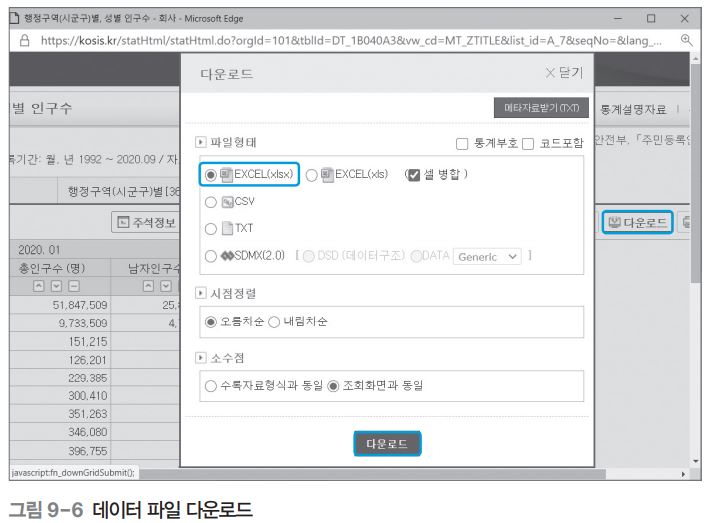 행정구역(시군구)별, 성별 인구수 - 회사 - Microsoft Edge
https://kosis.kr/statHtml/statHtml.do?orgId=101&tblId=DT_1B040A3&vw_cd=MT_ZTITLE&list_id=A_7&seqNo=&lang_...
다운로드
닫기
메타자료받기(TXT)
별 인구수
통계설명자료
파일형태
통계부호
코드포함
안전부, 「주민등록
기간: 월, 년 1992 ~ 2020.09 / 자
EXCEL(xlsx)
EXCEL(xls)
( 셀 병합 )
행정구역(시군구)별[36
CSV
주석정보
다운로드
TXT
2020. 01
SDMX(2.0) [ DSD (데이터구조) DATA Generic ]
총인구수 (명)
남자인구수
시점정렬
51,847,509
25,
오름차순
내림차순
9,733,509
4,
151,215
126,201
소수점
229,385
수록자료형식과 동일
조회화면과 동일
300,410
351,263
346,080
다운로드
396,755
javascript:fn_downGridSubmit();
그림 9-6 데이터 파일 다운로드